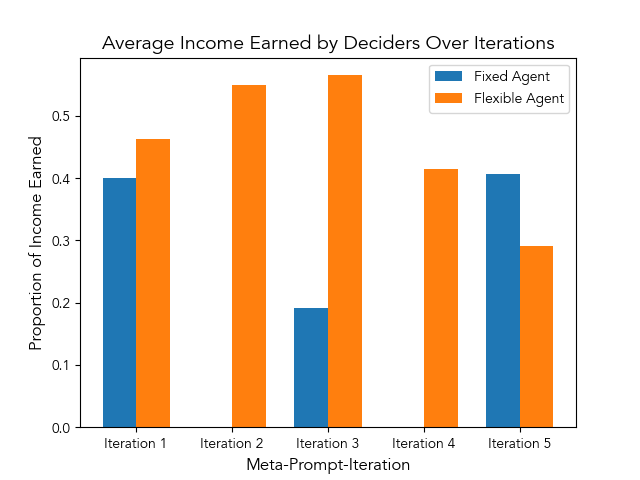 Average Income Earned by Deciders Over Iterations
Fixed Agent
Flexible Agent
Proportion of Income Earned
0.5
0.4
0.3
0.2
0.1
0.0
Iteration 1
Iteration 2
Iteration 3
Iteration 4
Iteration 5
Meta-Prompt-Iteration